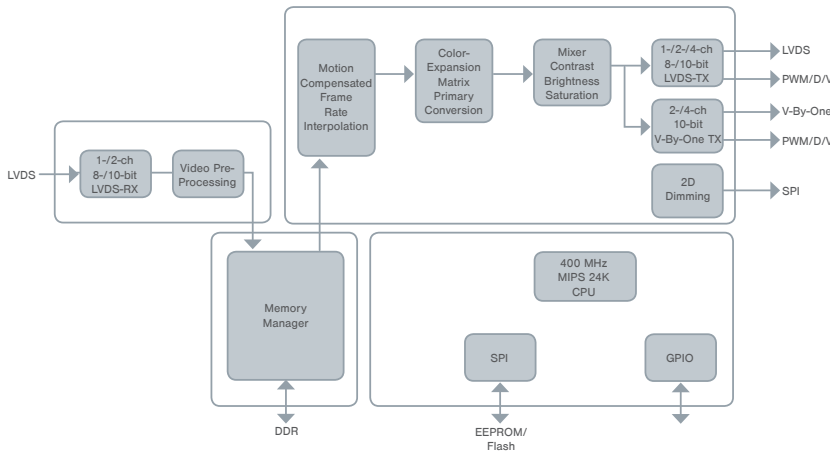 Motion
Compensated
Frame
Rate
Interpolation
Color-
Expansion
Matrix
Primary
Conversion
Mixer
Contrast
Brightness
Saturation
1-/2-/4-ch
8-/10-bit
LVDS-TX
LVDS
PWM/D/V
2-/4-ch
10-bit
V-By-One TX
V-By-One
PWM/D/V
2D
Dimming
SPI
LVDS
1-/2-ch
8-/10-bit
LVDS-RX
Video Pre-
Processing
Memory
Manager
DDR
400 MHz
MIPS 24K
CPU
SPI
EEPROM/
Flash
GPIO